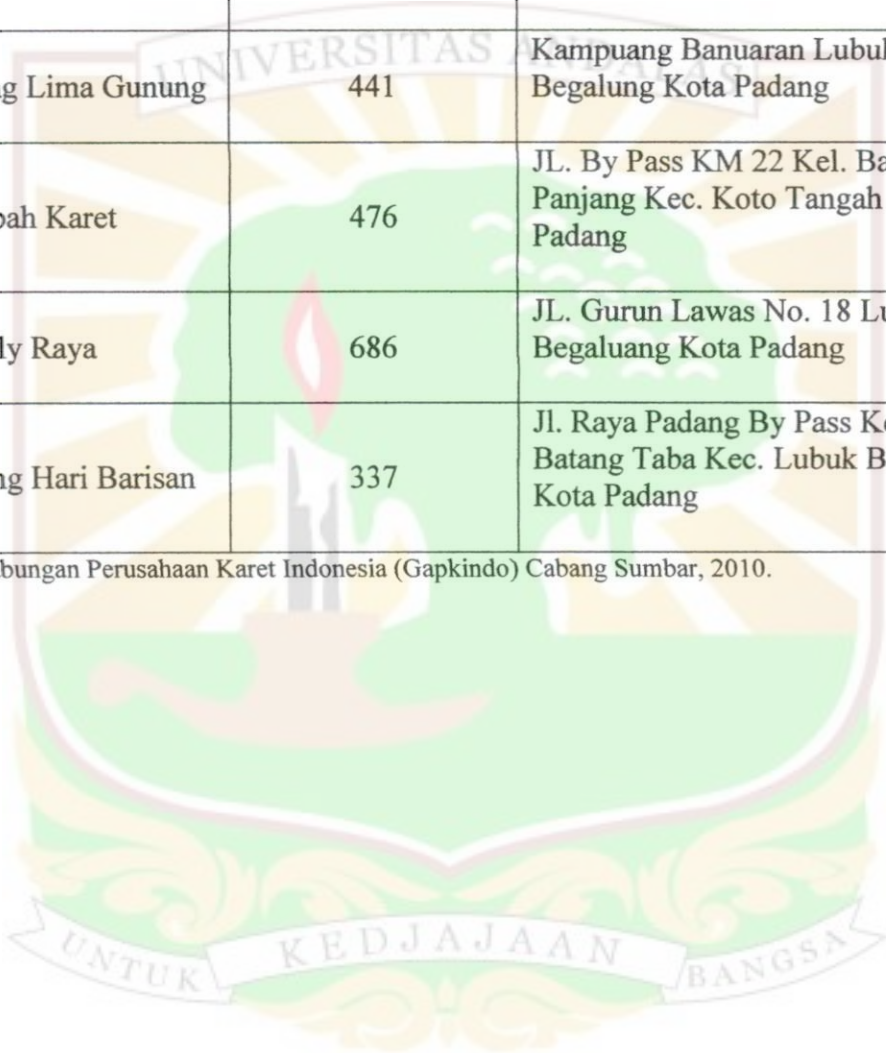 UNIVERSITAS ANDALAS
g Lima Gunung 441 Kampuang Banuaran Lubuk
Begalung Kota Padang
bah Karet 476 JL. By Pass KM 22 Kel. Ba
Panjang Kec. Koto Tangah
Padang
ly Raya 686 JL. Gurun Lawas No. 18 Lu
Begaluang Kota Padang
ng Hari Barisan 337 Jl. Raya Padang By Pass Ke
Batang Taba Kec. Lubuk B
Kota Padang
bungan Perusahaan Karet Indonesia (Gapkindo) Cabang Sumbar, 2010.
UNTUK KEDJAJAAN BANGSA